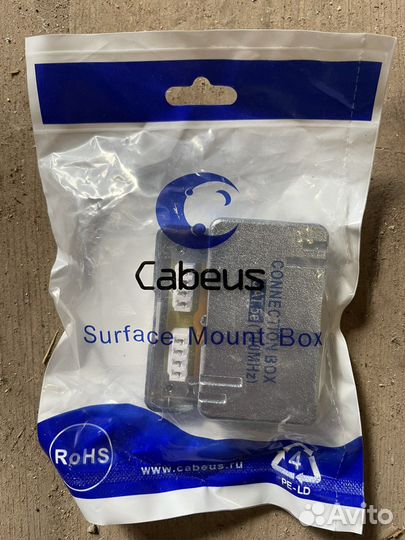 Cabeus
CONNECTION BOX
Surface Mount Box
RoHS
www.cabeus.ru
4
PE-LD
Avito